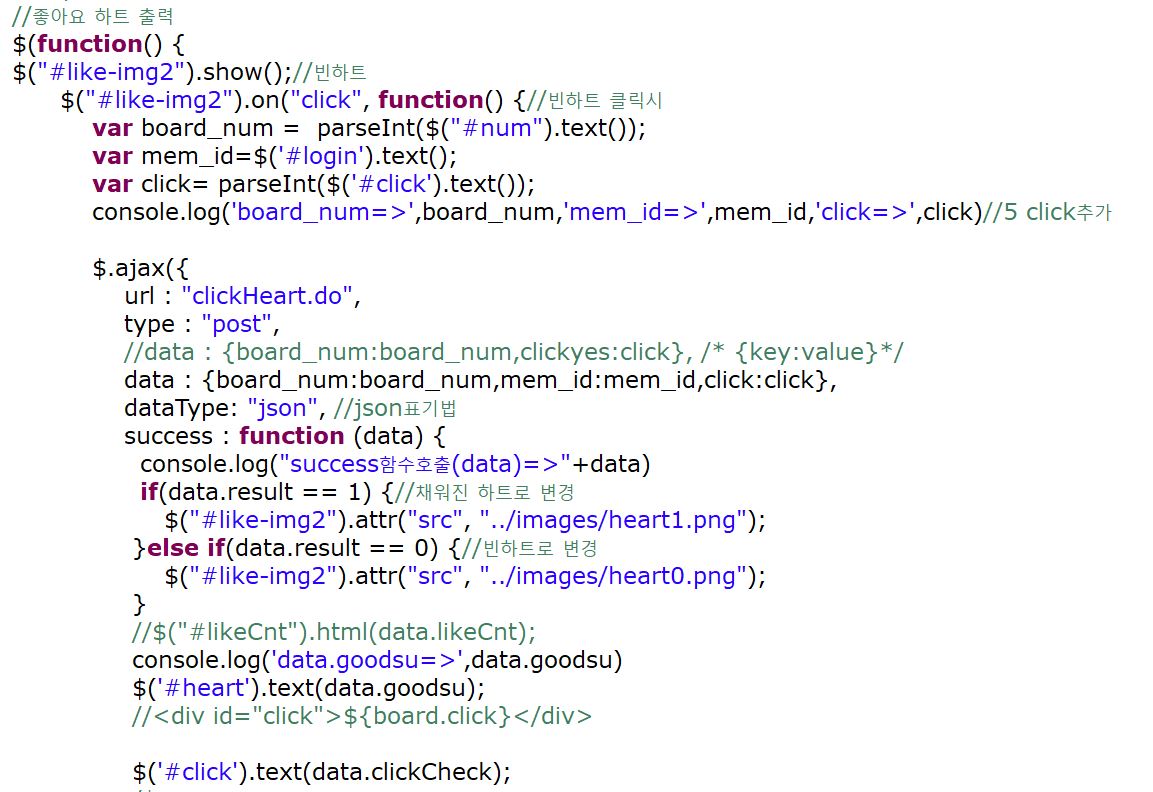 //좋아요 하트 출력
$(function() {
$("#like-img2").show();//빈하트
$("#like-img2").on("click", function() {//빈하트 클릭시
var board_num =  parseInt($("#num").text());
var mem_id=$('#login').text();
var click= parseInt($('#click').text());
console.log('board_num=>',board_num,'mem_id=>',mem_id,'click=>',click)//5 click추가
$.ajax({
url : "clickHeart.do",
type : "post",
//data : {board_num:board_num,clickyes:click}, /* {key:value}*/
data : {board_num:board_num,mem_id:mem_id,click:click},
dataType: "json", //json표기법
success : function (data) {
console.log("success함수호출(data)=>"+data)
if(data.result == 1) {//채워진 하트로 변경
$("#like-img2").attr("src", "../images/heart1.png");
}else if(data.result == 0) {//빈하트로 변경
$("#like-img2").attr("src", "../images/heart0.png");
}
//$("#likeCnt").html(data.likeCnt);
console.log('data.goodsu=>',data.goodsu)
$('#heart').text(data.goodsu);
//<div id="click">${board.click}</div>
$('#click').text(data.clickCheck);